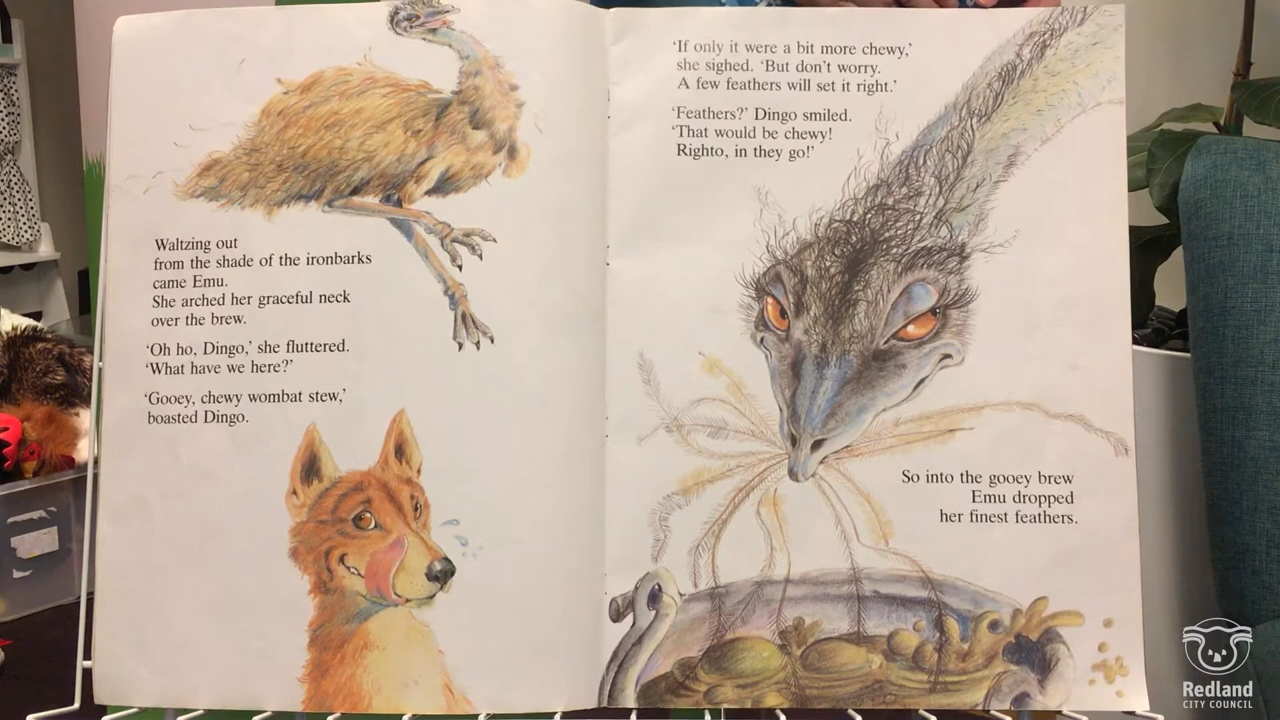 Waltzing out
from the shade of the ironbarks
came Emu.
She arched her graceful neck
over the brew.
‘Oh ho, Dingo,’ she fluttered.
‘What have we here?’
‘Gooey, chewy wombat stew,’
boasted Dingo.
‘If only it were a bit more chewy,’
she sighed. ‘But don’t worry.
A few feathers will set it right.’
‘Feathers?’ Dingo smiled.
‘That would be chewy!
Righto, in they go!’
So into the gooey brew
Emu dropped
her finest feathers.
Redland
CITY COUNCIL